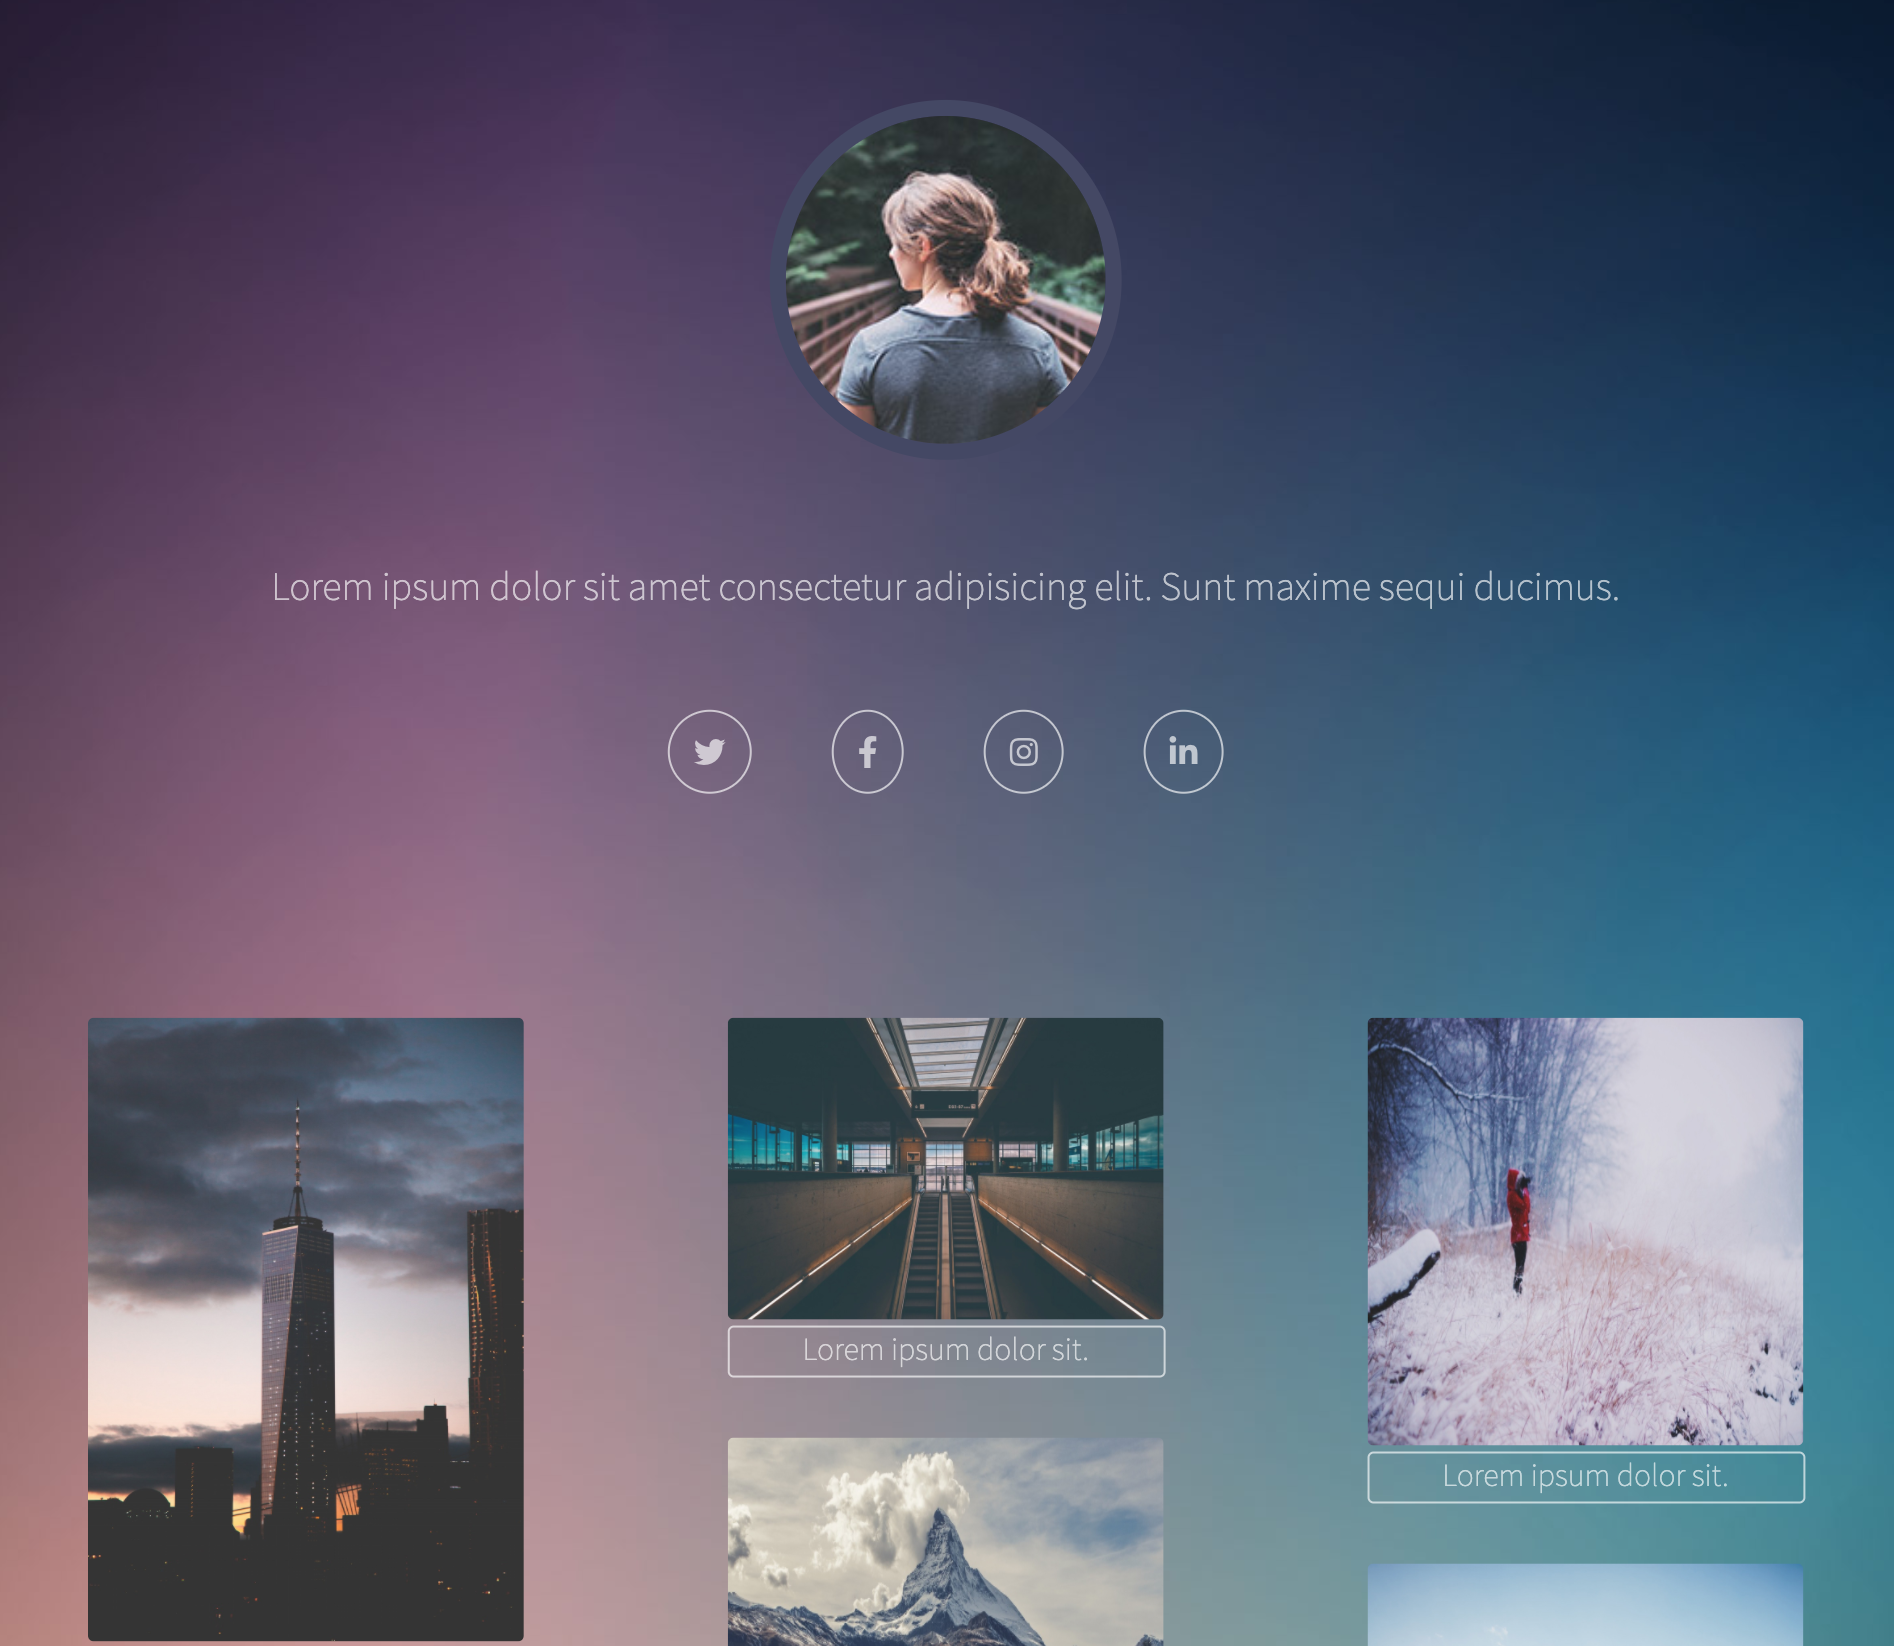 Lorem ipsum dolor sit amet consectetur adipisicing elit. Sunt maxime sequi ducimus.
Lorem ipsum dolor sit.
Lorem ipsum dolor sit.